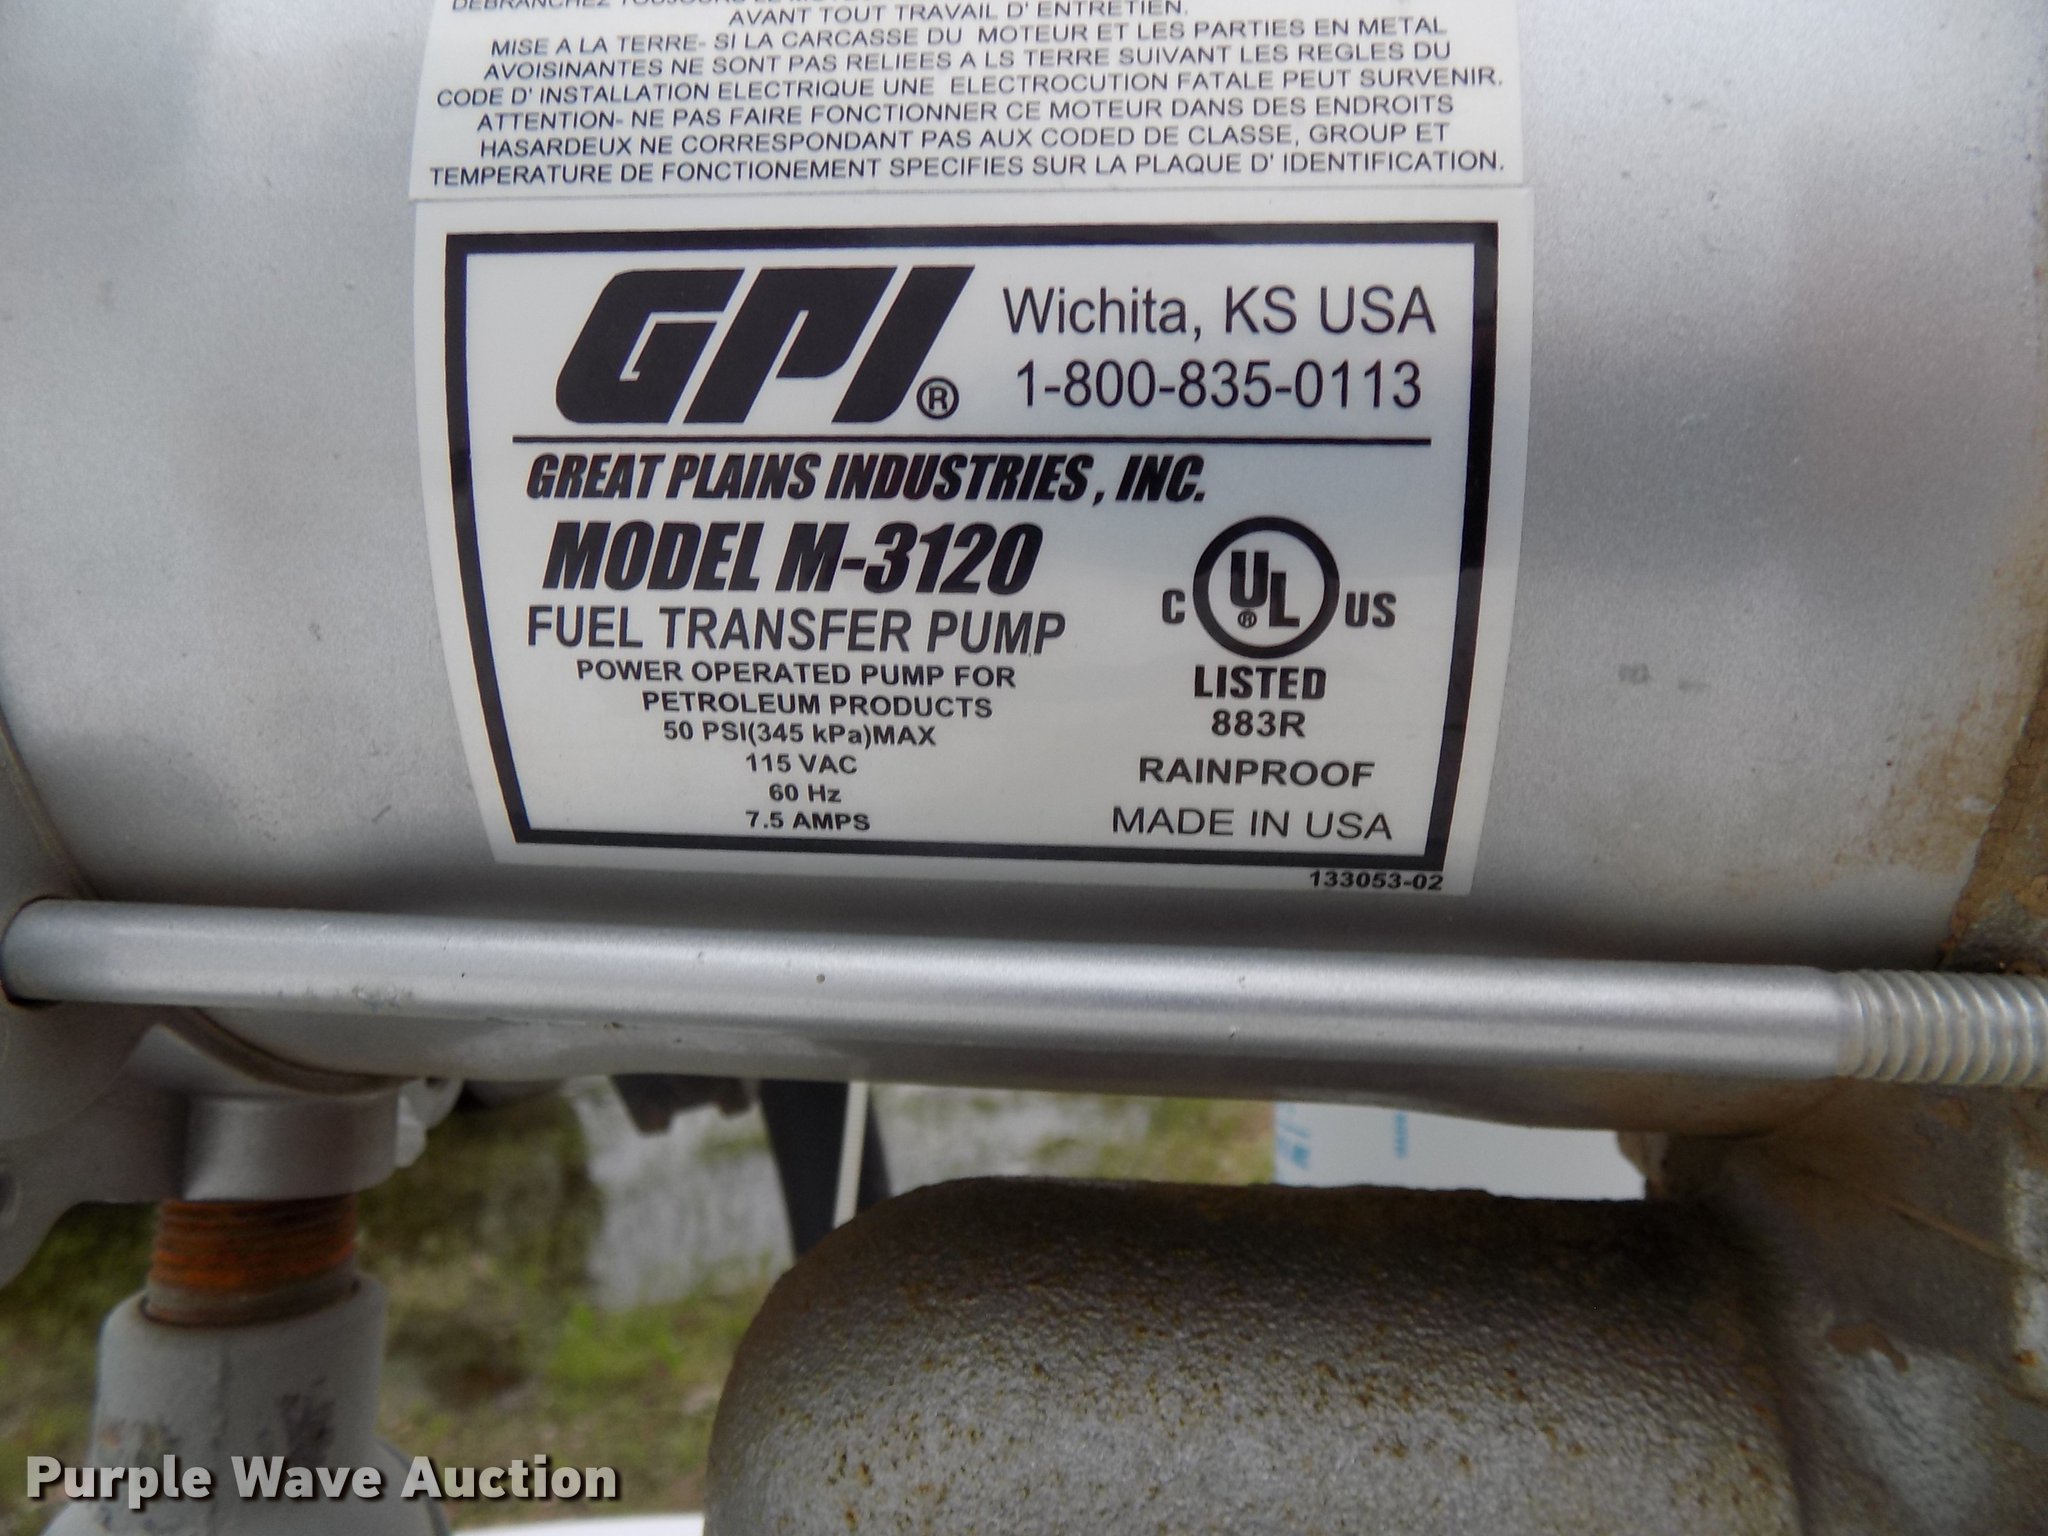 DEBRANCHEZ TOUJOURS LE
AVANT TOUT TRAVAIL D' ENTRETIEN.
MISE A LA TERRE- SI LA CARCASSE DU MOTEUR ET LES PARTIES EN METAL
AVOISINANTES NE SONT PAS RELIEES A LS TERRE SUIVANT LES REGLES DU
CODE D' INSTALLATION ELECTRIQUE UNE ELECTROCUTION FATALE PEUT SURVENIR.
ATTENTION- NE PAS FAIRE FONCTIONNER CE MOTEUR DANS DES ENDROITS
HASARDEUX NE CORRESPONDANT PAS AUX CODED DE CLASSE, GROUP ET
TEMPERATURE DE FONCTIONEMENT SPECIFIES SUR LA PLAQUE D' IDENTIFICATION.
GPI®
Wichita, KS USA
1-800-835-0113
GREAT PLAINS INDUSTRIES, INC.
MODEL M-3120
FUEL TRANSFER PUMP
POWER OPERATED PUMP FOR
PETROLEUM PRODUCTS
50 PSI(345 kPa)MAX
115 VAC
60 Hz
7.5 AMPS
C UL® US
LISTED
883R
RAINPROOF
MADE IN USA
133053-02
Purple Wave Auction